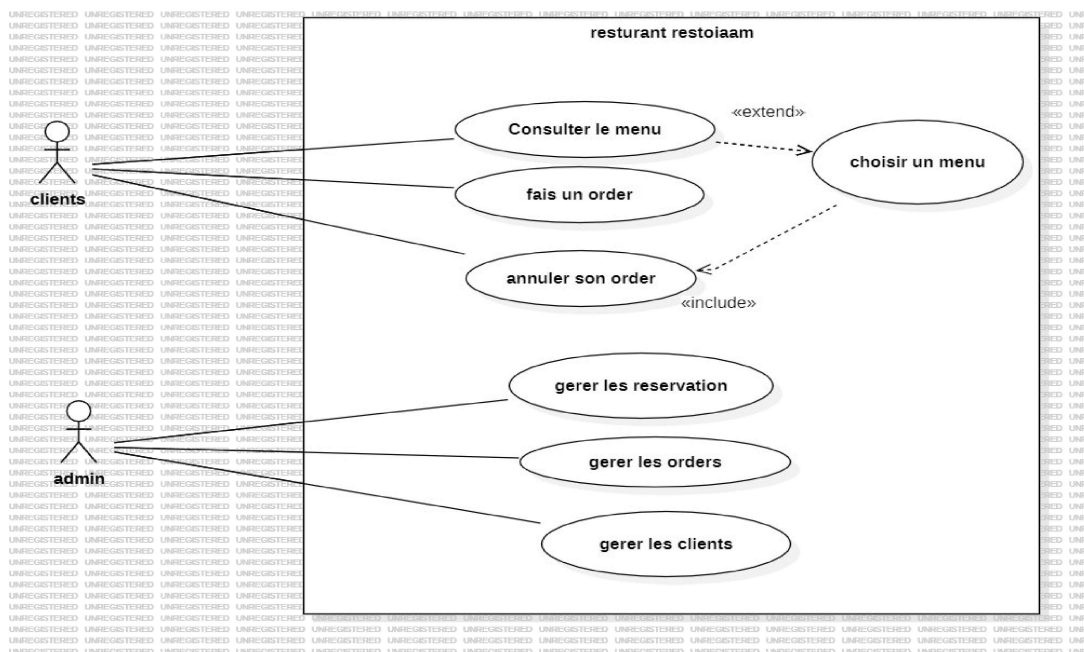 resturant restoiaam
Consulter le menu
«extend»
choisir un menu
clients
fais un order
annuler son order
«include»
gerer les reservation
admin
gerer les orders
gerer les clients
UNREGISTERED